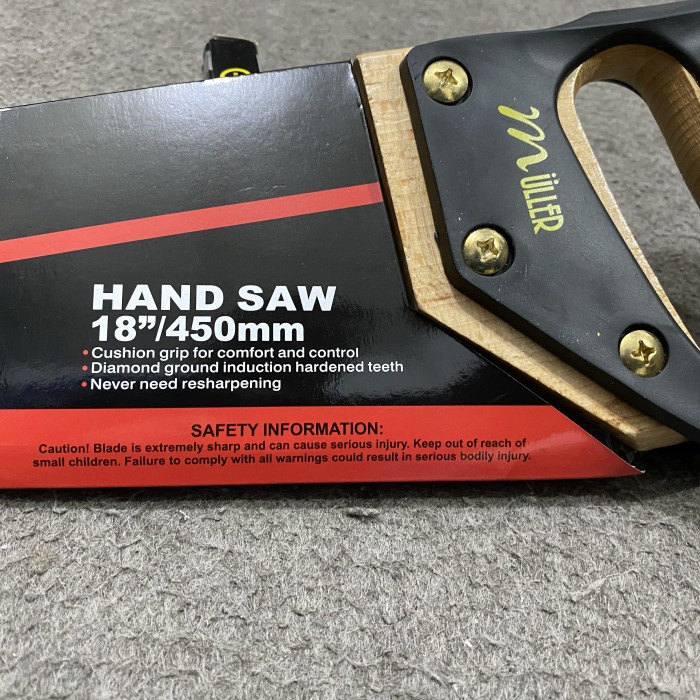 MÜLLER
HAND SAW
18”/450mm
•Cushion grip for comfort and control
•Diamond ground induction hardened teeth
•Never need resharpening
SAFETY INFORMATION:
Caution! Blade is extremely sharp and can cause serious injury. Keep out of reach of
small children. Failure to comply with all warnings could result in serious bodily injury.